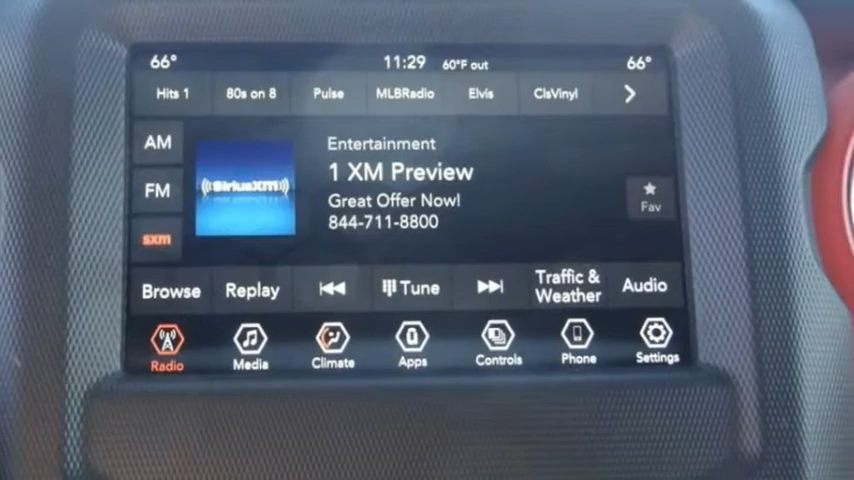 66° 11:29 60°F out 66°
Hits 1 80s on 8 Pulse MLBRadio Elvis ClsVinyl
AM
FM
sxm
SiriusXM
Entertainment
1 XM Preview
Great Offer Now!
844-711-8800
Fav
Browse Replay Tune Traffic & Weather Audio
Radio Media Climate Apps Controls Phone Settings